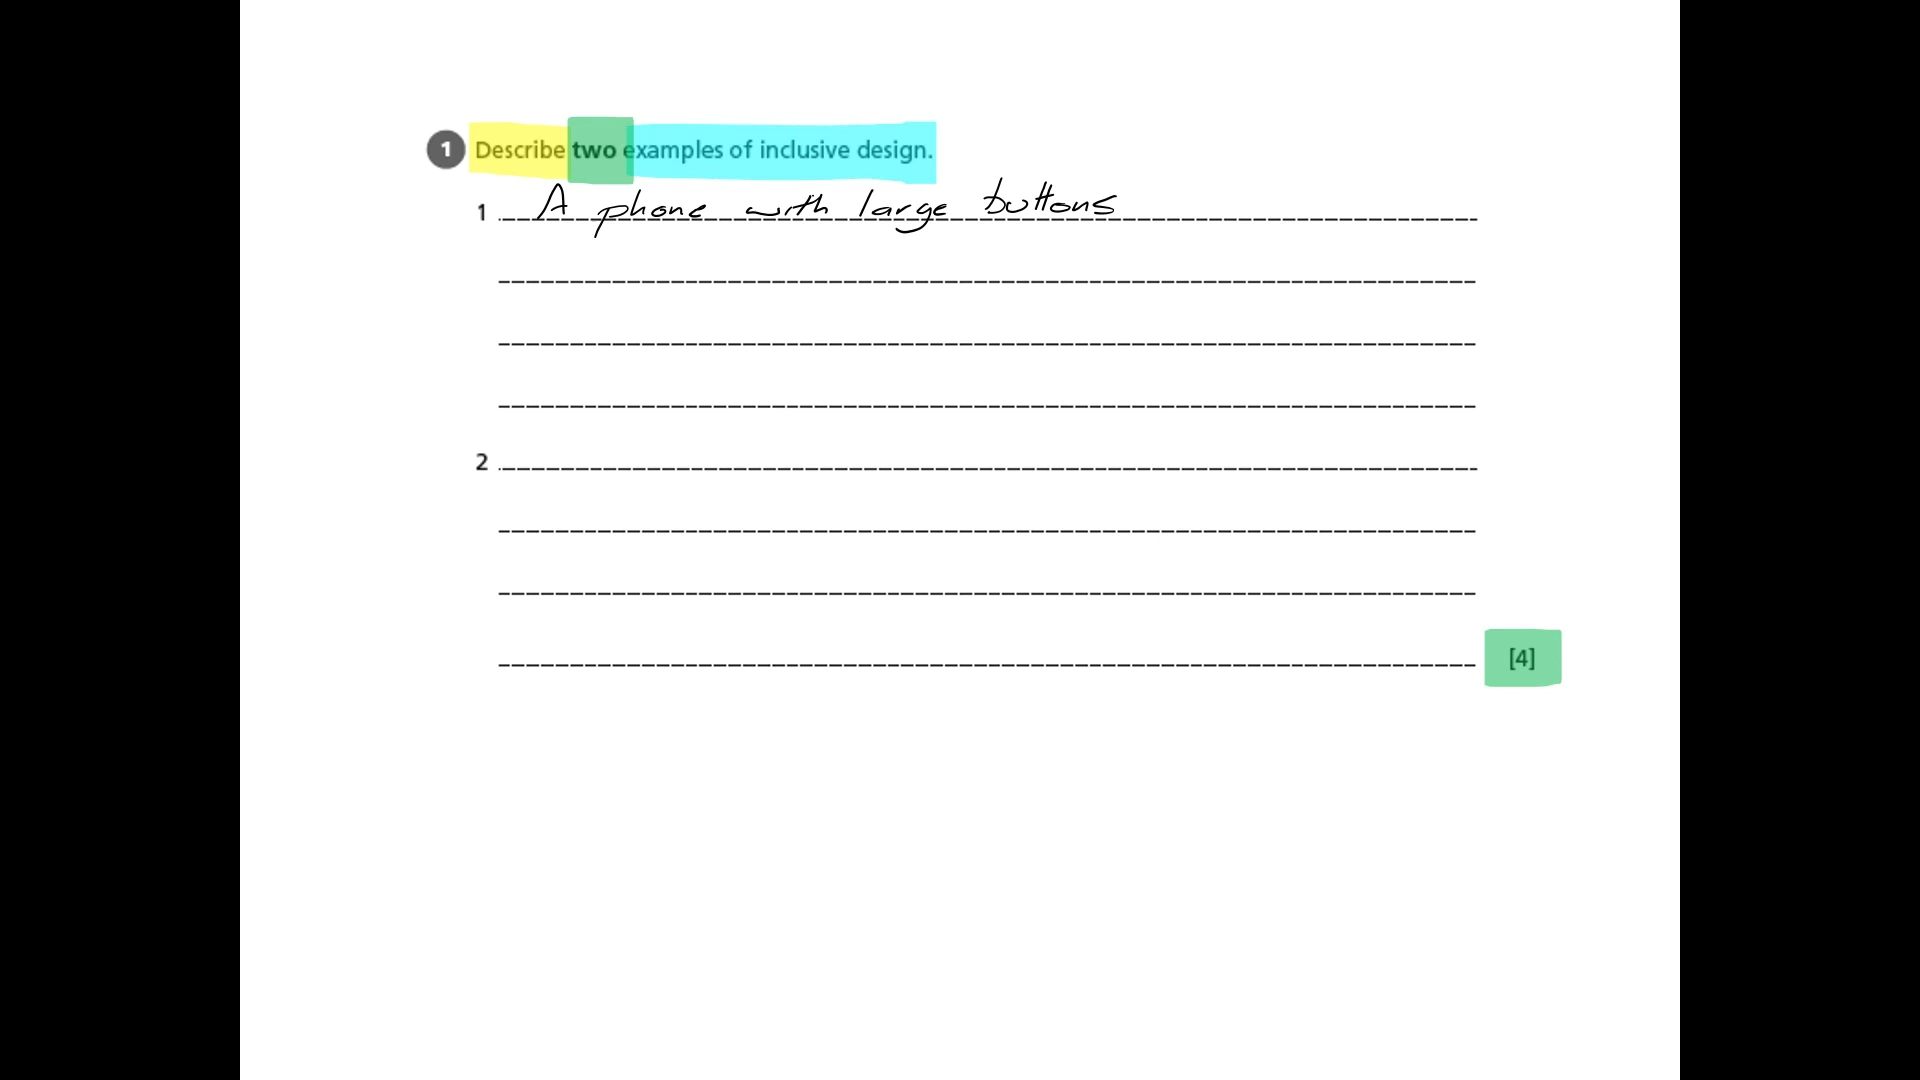 1 Describe two examples of inclusive design.
1 A phone with large buttons
2
[4]